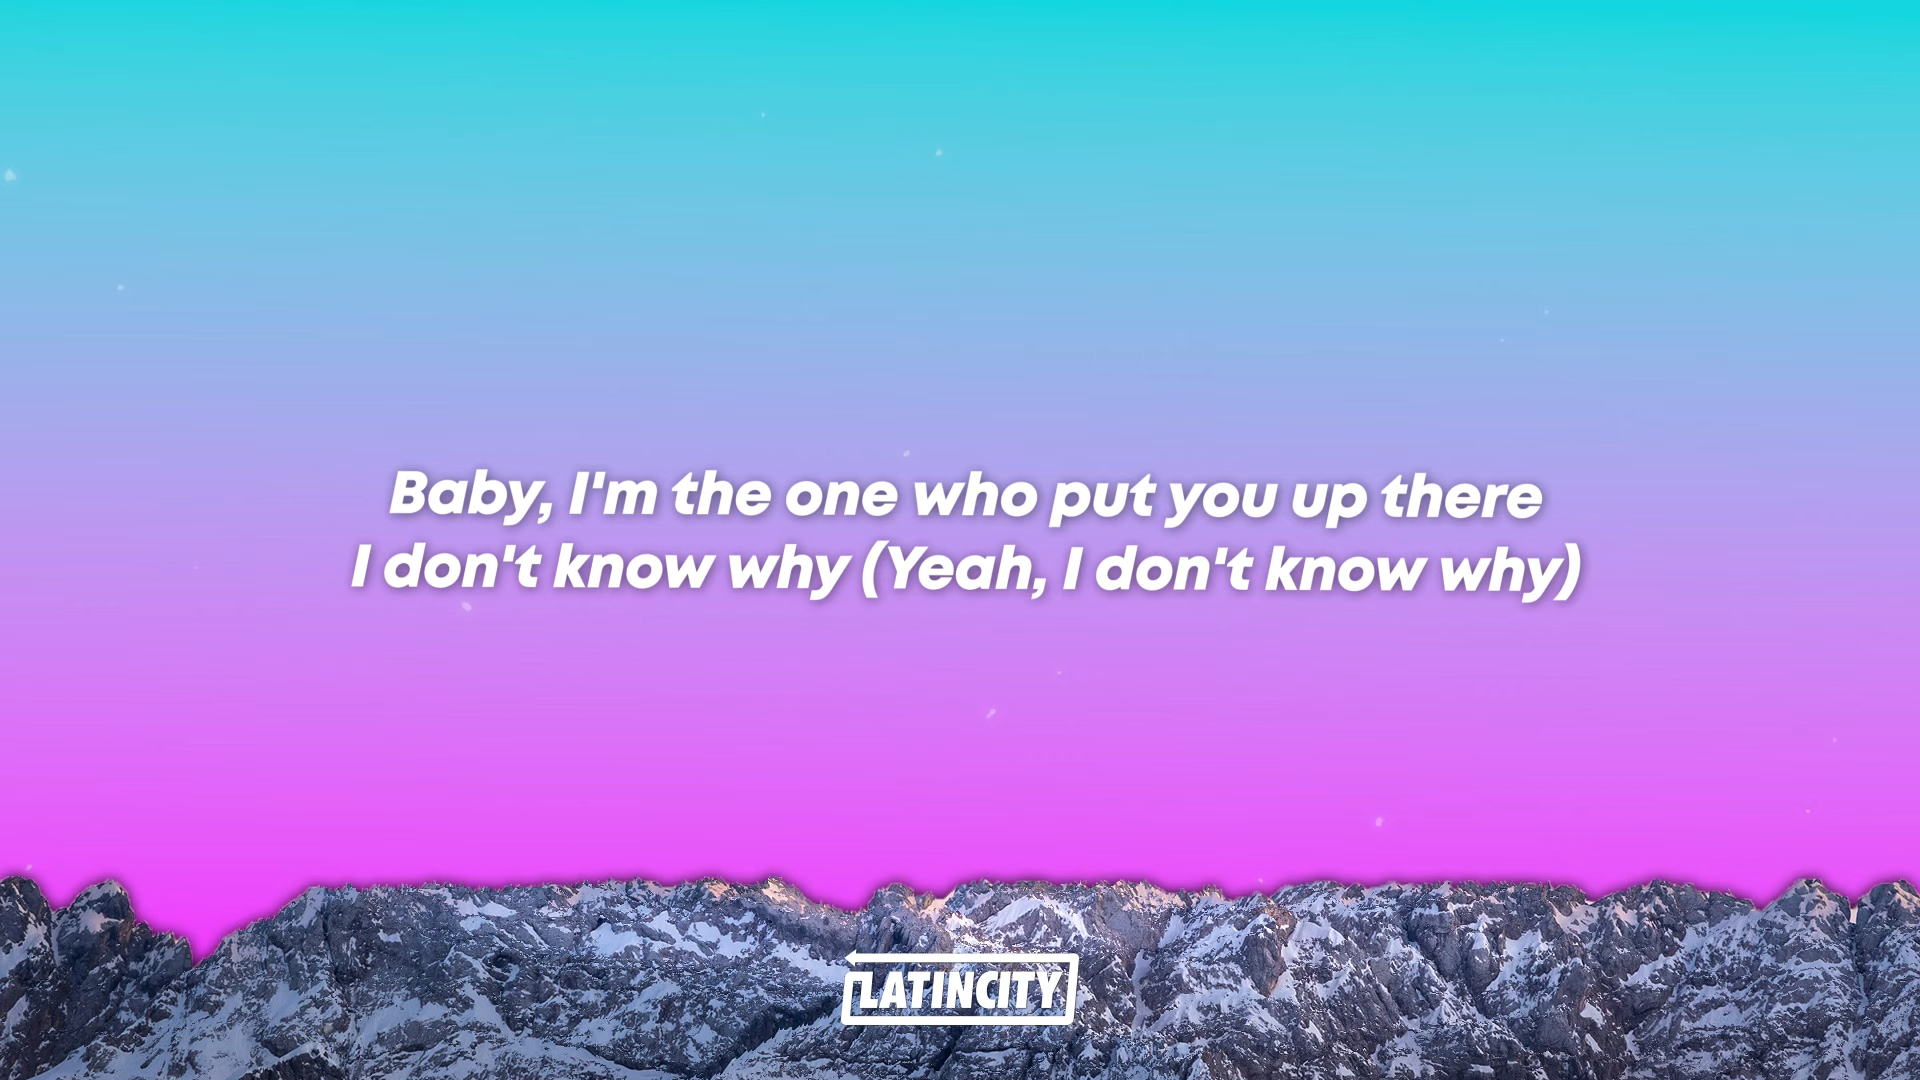 Baby, I'm the one who put you up there
I don't know why (Yeah, I don't know why)
LATINCITY